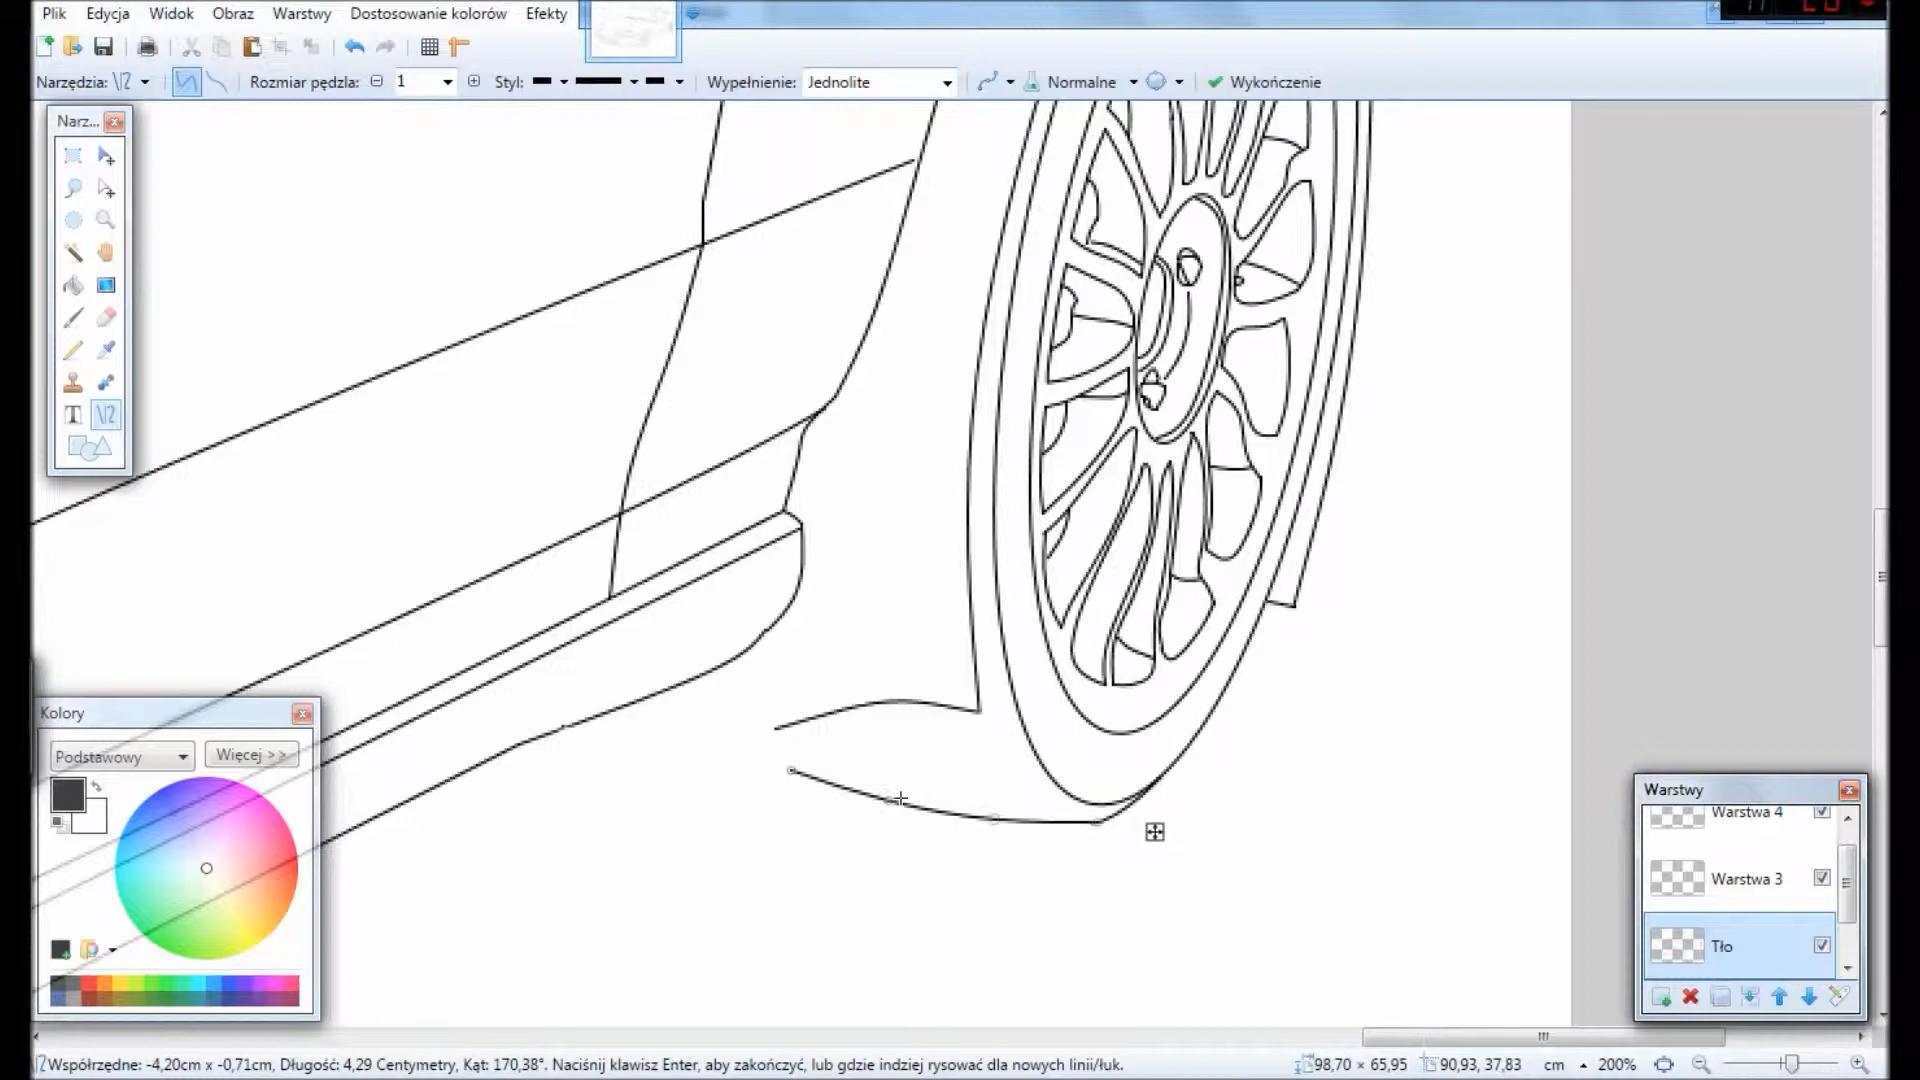 Plik Edycja Widok Obraz Warstwy Dostosowanie kolorów Efekty
Narzędzia: Rozmiar pędzla: 1 Styl: Wypełnienie: Jednolite Normalne Wykończenie
Narz...
Kolory
Podstawowy Więcej >>
Warstwy
Warstwa 4
Warstwa 3
Tło
Współrzędne: -4,20cm x -0,71cm, Długość: 4,29 Centymetry, Kąt: 170,38°. Naciśnij klawisz Enter, aby zakończyć, lub gdzie indziej rysować dla nowych linii/łuk. 98,70 × 65,95 90,93, 37,83 cm 200%